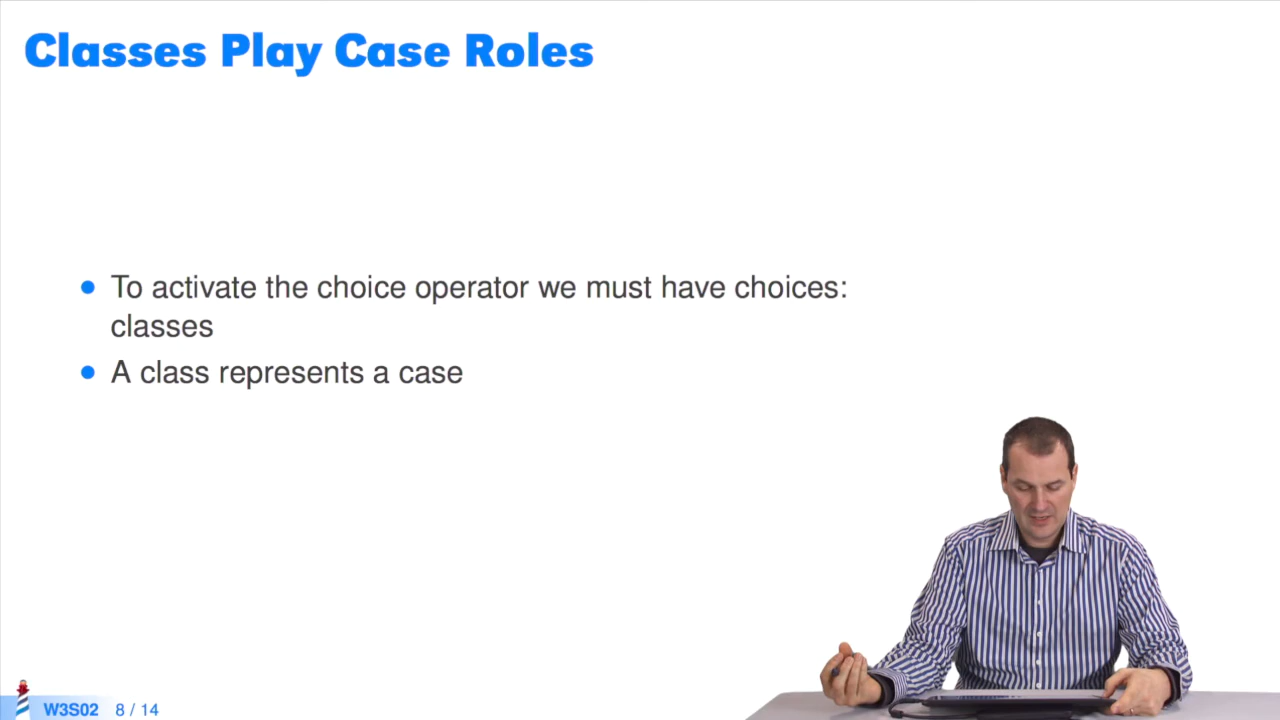 Classes Play Case Roles
To activate the choice operator we must have choices:
classes
A class represents a case
W3S02 8 / 14